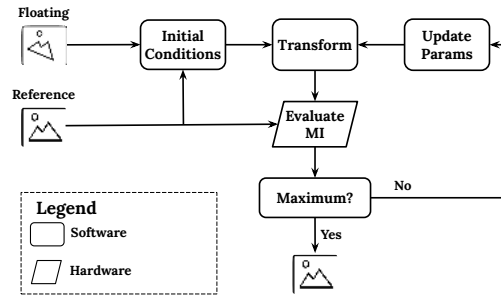 Floating
Initial
Conditions
Transform
Update
Params
Reference
Evaluate
MI
Maximum?
No
Yes
Legend
Software
Hardware